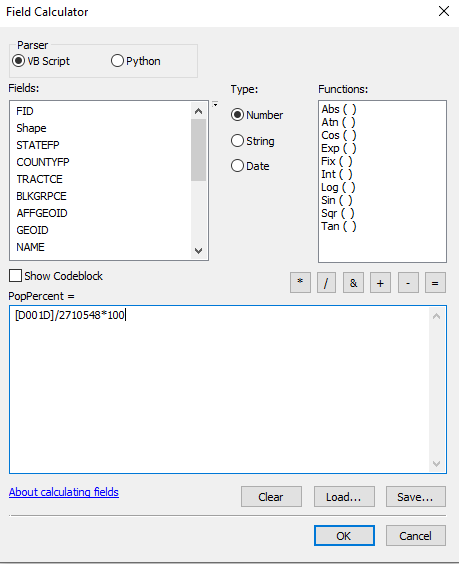 Field Calculator
Parser
VB Script
Python
Fields:
Type:
Functions:
FID
Shape
STATEFP
COUNTYFP
TRACTCE
BLKGRPCE
AFFGEOID
GEOID
NAME
Number
String
Date
Abs ( )
Atn ( )
Cos ( )
Exp ( )
Fix ( )
Int ( )
Log ( )
Sin ( )
Sqr ( )
Tan ( )
Show Codeblock
* / & + - =
PopPercent =
[D001D]/2710548*100
About calculating fields
Clear
Load...
Save...
OK
Cancel